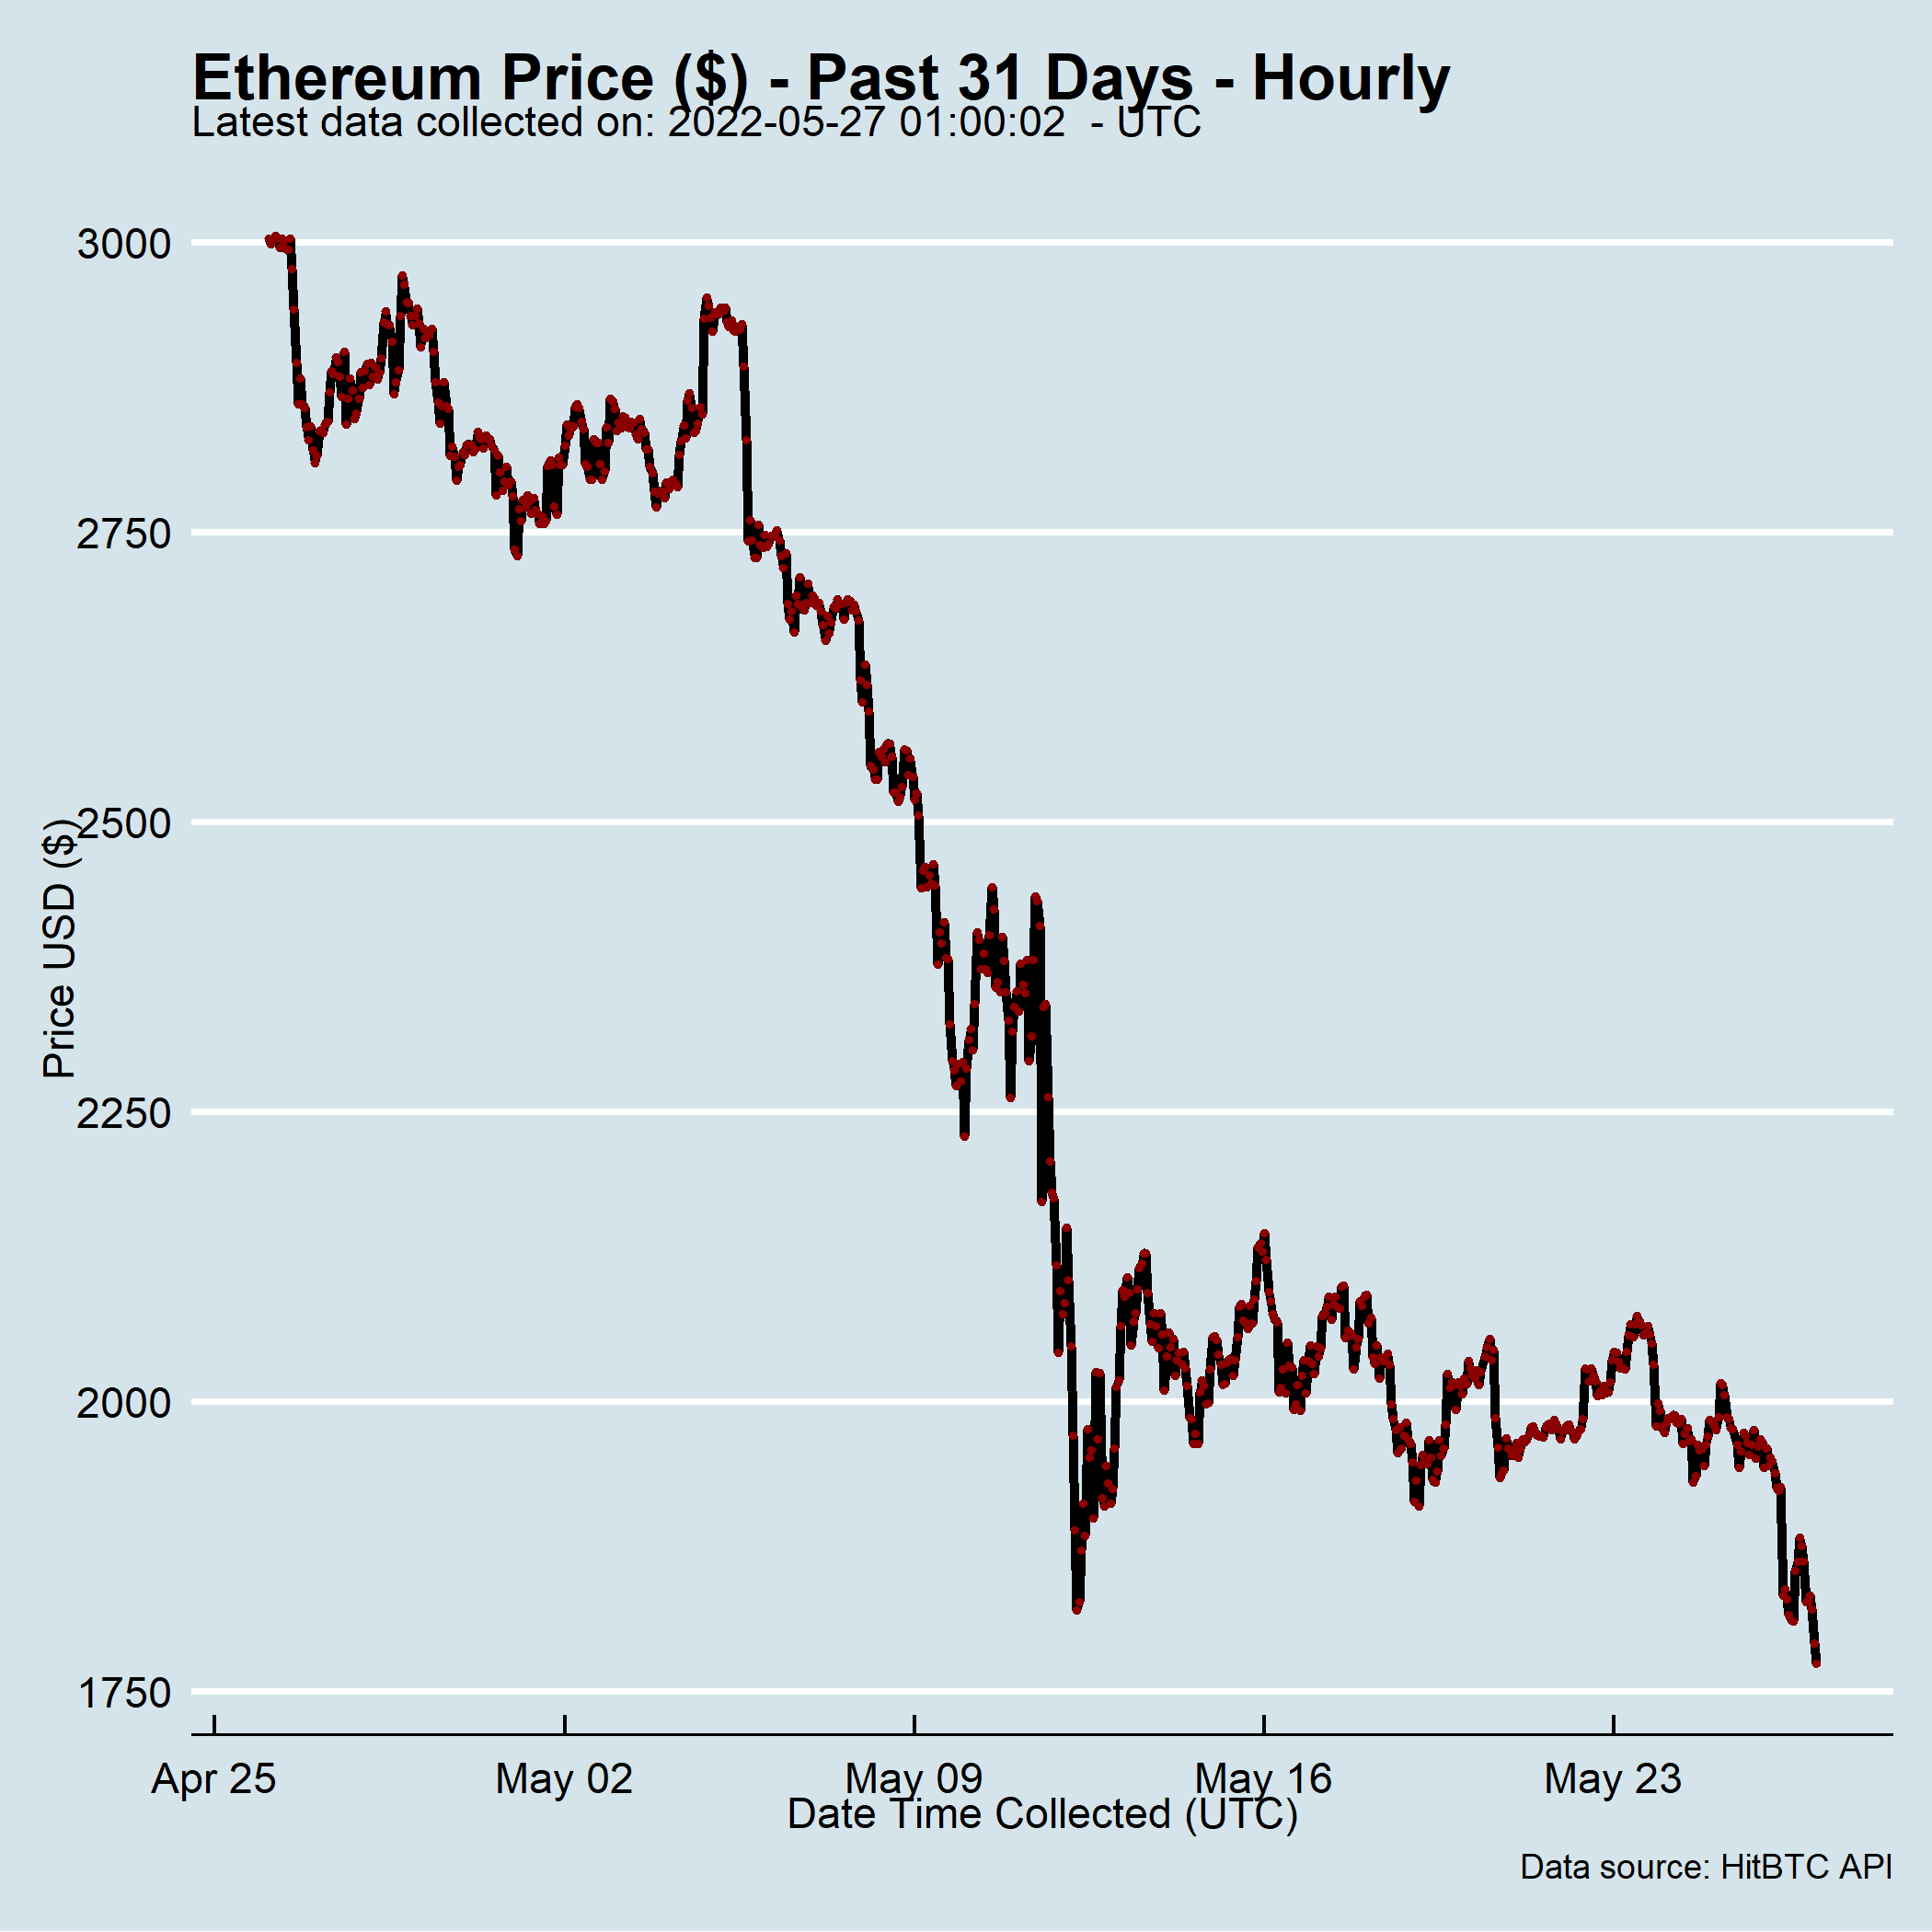 Ethereum Price ($) - Past 31 Days - Hourly
Latest data collected on: 2022-05-27 01:00:02  - UTC
3000
2750
2500
2250
2000
1750
Price USD ($)
Apr 25 May 02 May 09 May 16 May 23
Date Time Collected (UTC)
Data source: HitBTC API